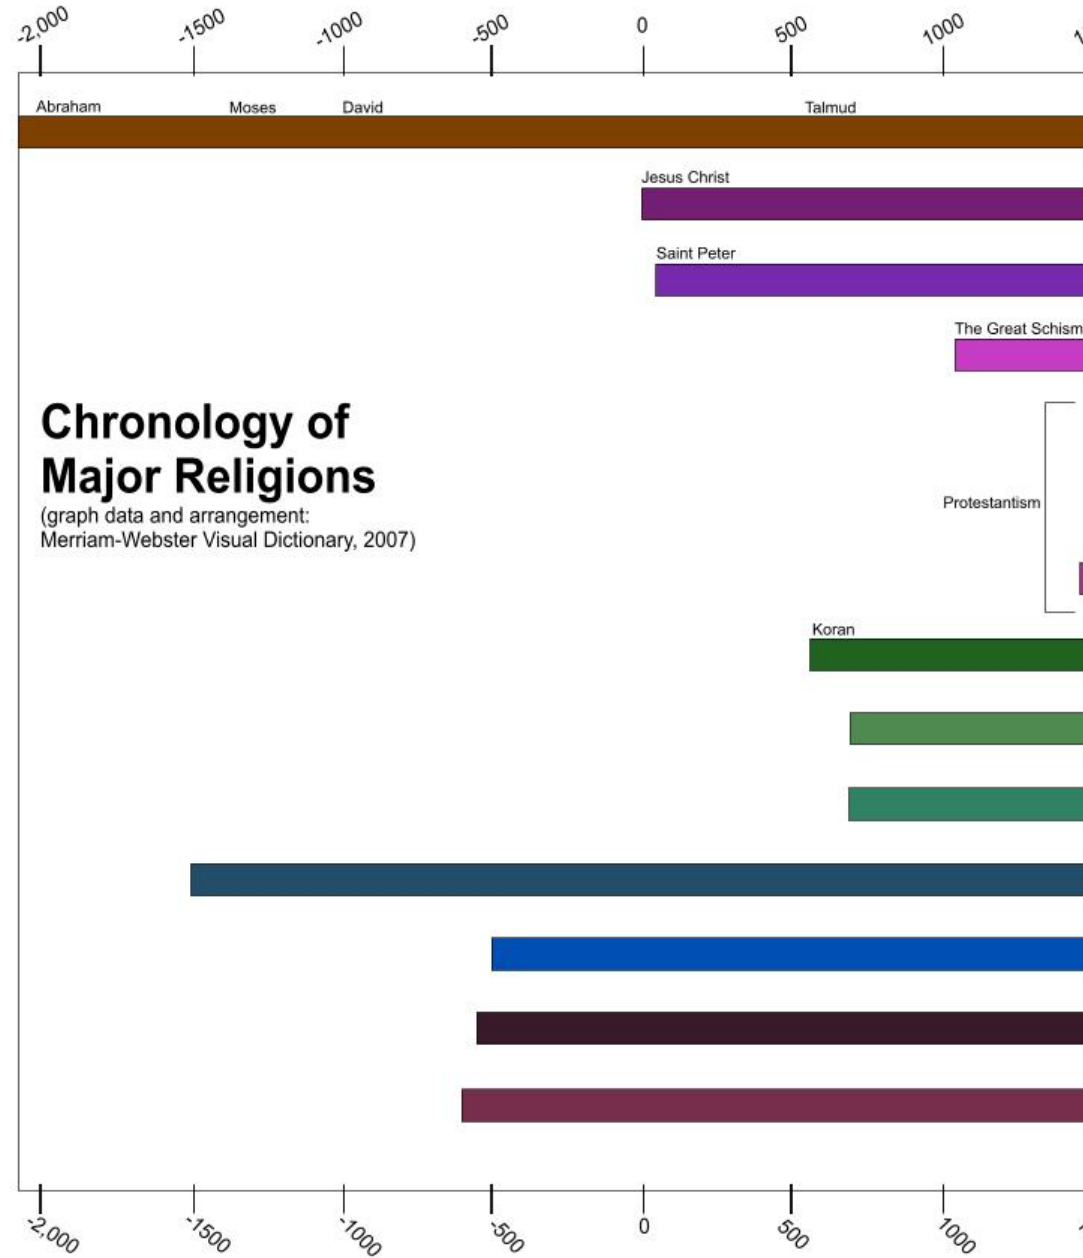 -2,000
-1500
-1000
-500
0
500
1000
Abraham
Moses
David
Talmud
Jesus Christ
Saint Peter
The Great Schism
Chronology of
Major Religions
(graph data and arrangement:
Merriam-Webster Visual Dictionary, 2007)
Protestantism
Koran
-2,000
-1500
-1000
-500
0
500
1000